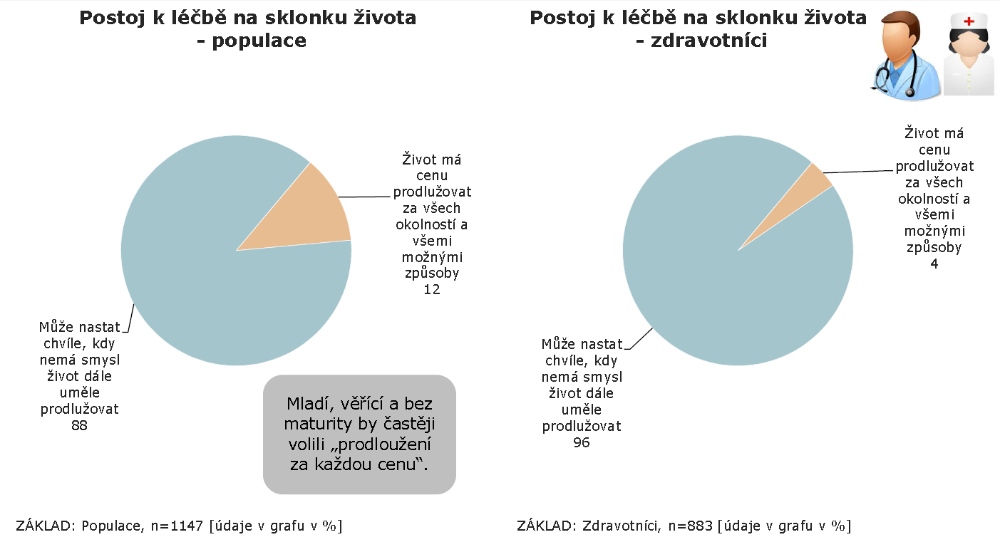 Postoj k léčbě na sklonku života
- populace
Život má
cenu
prodlužovat
za všech
okolností a
všemi
možnými
způsoby
12
Může nastat
chvíle, kdy
nemá smysl
život dále
uměle
prodlužovat
88
Mladí, věřící a bez
maturity by častěji
volili „prodloužení
za každou cenu“.
ZÁKLAD: Populace, n=1147 [údaje v grafu v %]
Postoj k léčbě na sklonku života
- zdravotníci
Život má
cenu
prodlužovat
za všech
okolností a
všemi
možnými
způsoby
4
Může nastat
chvíle, kdy
nemá smysl
život dále
uměle
prodlužovat
96
ZÁKLAD: Zdravotníci, n=883 [údaje v grafu v %]